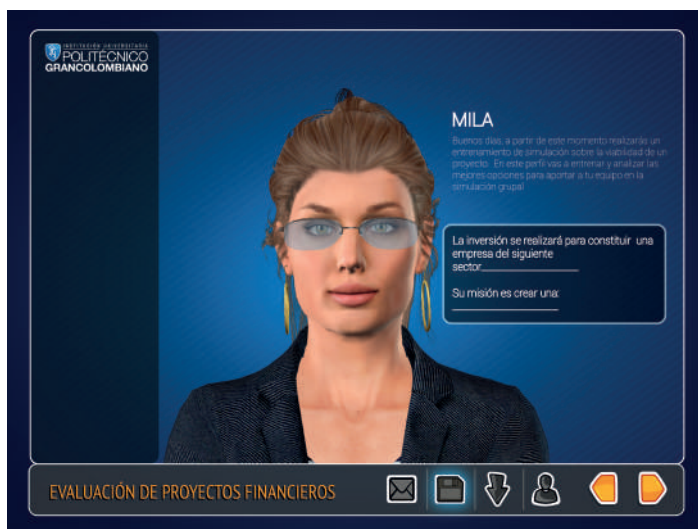 INSTITUCIÓN UNIVERSITARIA
POLITÉCNICO
GRANCOLOMBIANO
MILA
Buenos días, a partir de este momento realizarás un
entrenamiento de simulación sobre la viabilidad de un
proyecto. En este perfil vas a entrenar y analizar las
mejores opciones para aportar a tu equipo en la
simulación grupal
La inversión se realizará para constituir una
empresa del siguiente
sector____________________
Su misión es crear una:
______________________
EVALUACIÓN DE PROYECTOS FINANCIEROS